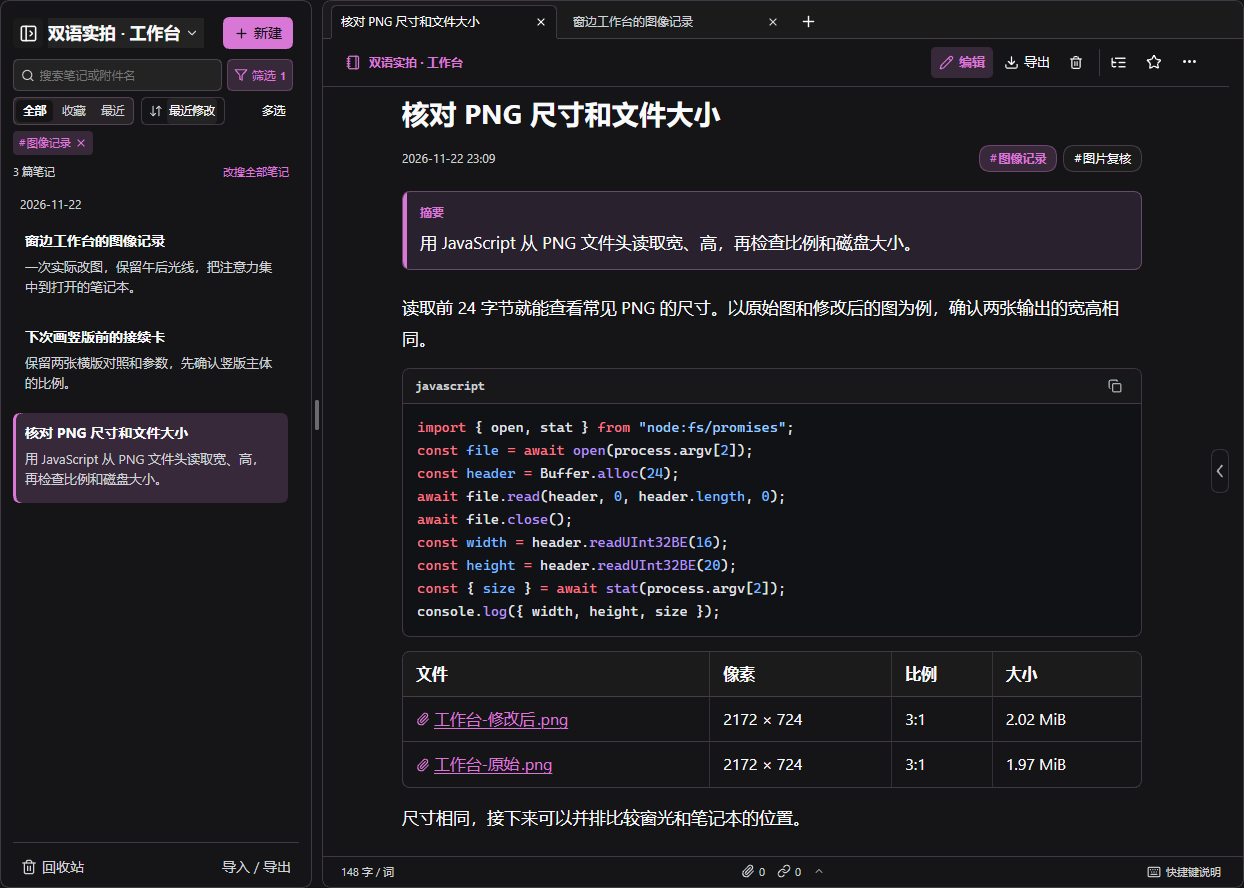 双语实拍 · 工作台
新建
搜索笔记或附件名
筛选 1
全部 收藏 最近 最近修改 多选
#图像记录
3 篇笔记 改搜全部笔记
2026-11-22
窗边工作台的图像记录
一次实际改图，保留午后光线，把注意力集
中到打开的笔记本。
下次画竖版前的接续卡
保留两张横版对照和参数，先确认竖版主体
的比例。
核对 PNG 尺寸和文件大小
用 JavaScript 从 PNG 文件头读取宽、高，
再检查比例和磁盘大小。
回收站 导入 / 导出
核对 PNG 尺寸和文件大小 窗边工作台的图像记录
双语实拍 · 工作台 编辑 导出
核对 PNG 尺寸和文件大小
2026-11-22 23:09 #图像记录 #图片复核
摘要
用 JavaScript 从 PNG 文件头读取宽、高，再检查比例和磁盘大小。
读取前 24 字节就能查看常见 PNG 的尺寸。以原始图和修改后的图为例，确认两张输出的宽高相
同。
javascript
import { open, stat } from "node:fs/promises";
const file = await open(process.argv[2]);
const header = Buffer.alloc(24);
await file.read(header, 0, header.length, 0);
await file.close();
const width = header.readUInt32BE(16);
const height = header.readUInt32BE(20);
const { size } = await stat(process.argv[2]);
console.log({ width, height, size });
文件 像素 比例 大小
工作台-修改后.png 2172 × 724 3:1 2.02 MiB
工作台-原始.png 2172 × 724 3:1 1.97 MiB
尺寸相同，接下来可以并排比较窗光和笔记本的位置。
148 字 / 词 0 0 快捷键说明